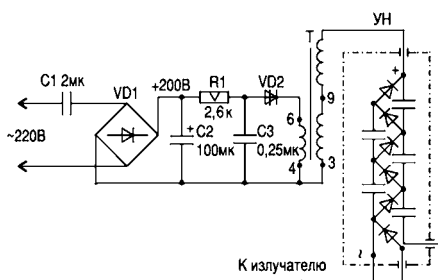 T
УН
C1 2мк
VD1
+200В
R1
VD2
+
2,6к
9
~220В
+
C2
100мк
C3
0,25мк
6
4
3
К излучателю
~